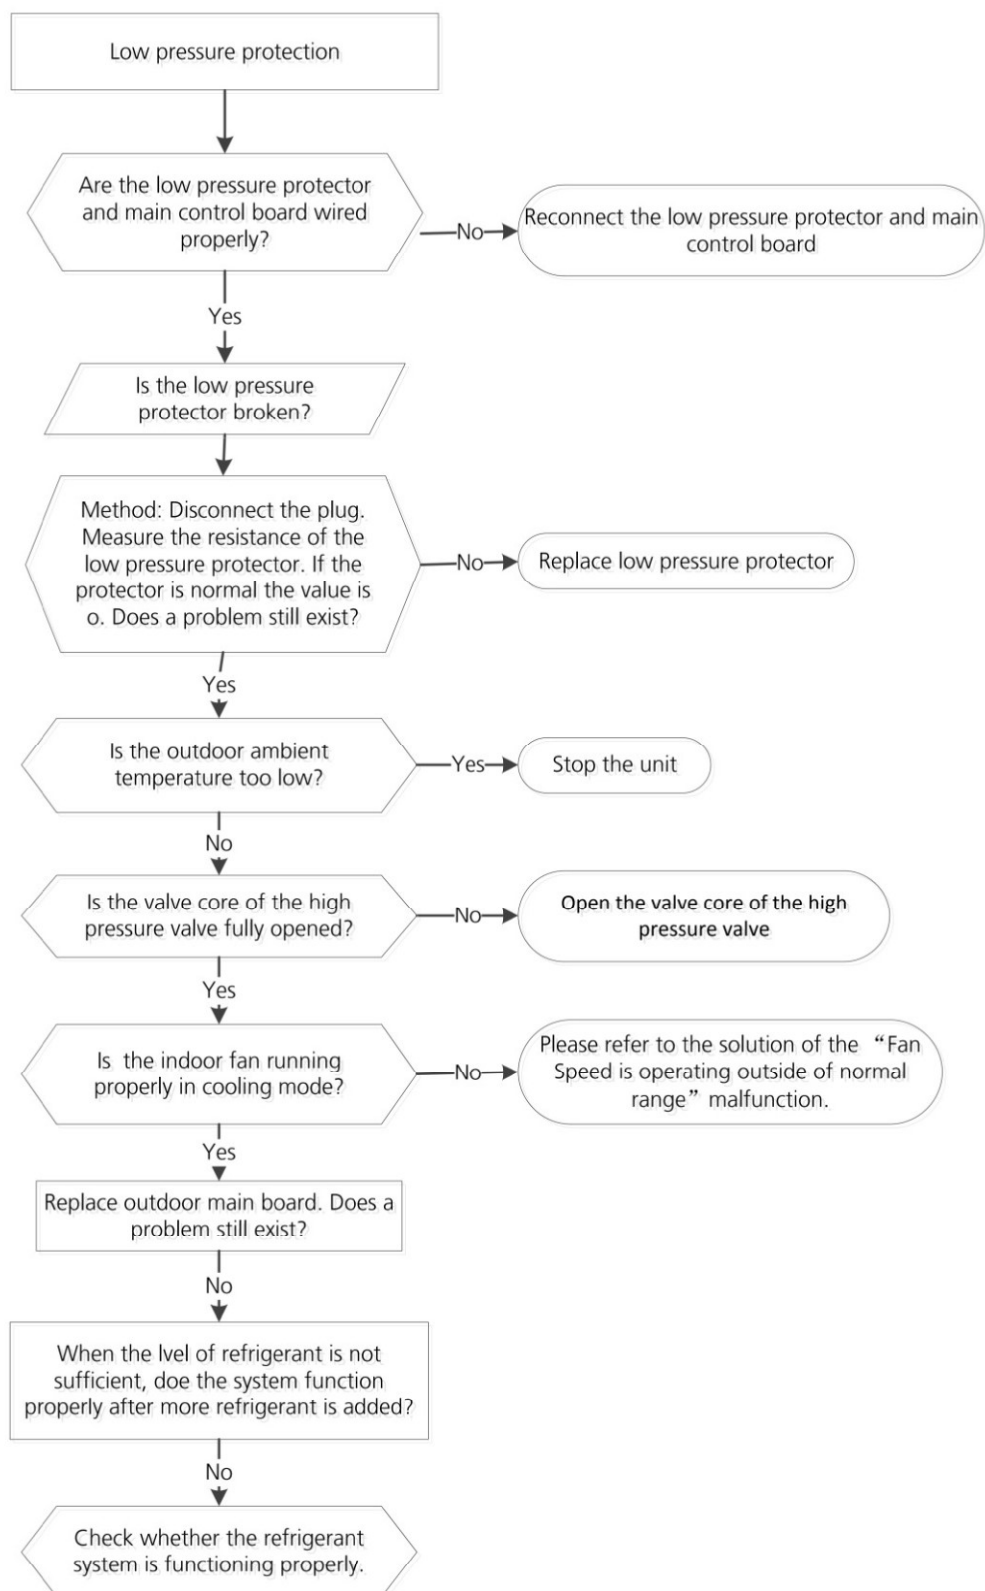 Low pressure protection
Are the low pressure protector
and main control board wired
properly?
No
Reconnect the low pressure protector and main
control board
Yes
Is the low pressure
protector broken?
Method: Disconnect the plug.
Measure the resistance of the
low pressure protector. If the
protector is normal the value is
o. Does a problem still exist?
No
Replace low pressure protector
Yes
Is the outdoor ambient
temperature too low?
Yes
Stop the unit
No
Is the valve core of the high
pressure valve fully opened?
No
Open the valve core of the high
pressure valve
Yes
Is the indoor fan running
properly in cooling mode?
No
Please refer to the solution of the “Fan
Speed is operating outside of normal
range” malfunction.
Yes
Replace outdoor main board. Does a
problem still exist?
No
When the lvel of refrigerant is not
sufficient, doe the system function
properly after more refrigerant is added?
No
Check whether the refrigerant
system is functioning properly.